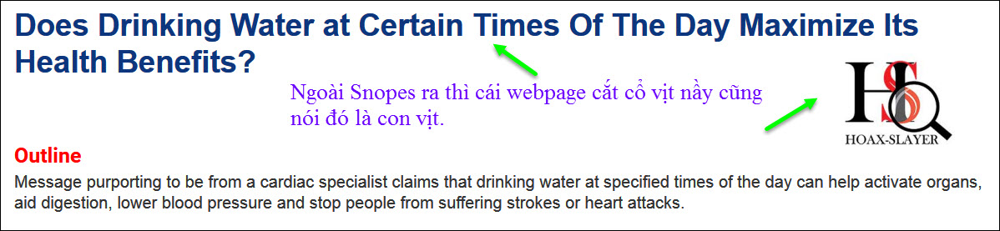 Does Drinking Water at Certain Times Of The Day Maximize Its
Health Benefits?
Ngoài Snopes ra thì cái webpage cắt cổ vịt nầy cũng
nói đó là con vịt.
HS
HOAX-SLAYER
Outline
Message purporting to be from a cardiac specialist claims that drinking water at specified times of the day can help activate organs,
aid digestion, lower blood pressure and stop people from suffering strokes or heart attacks.